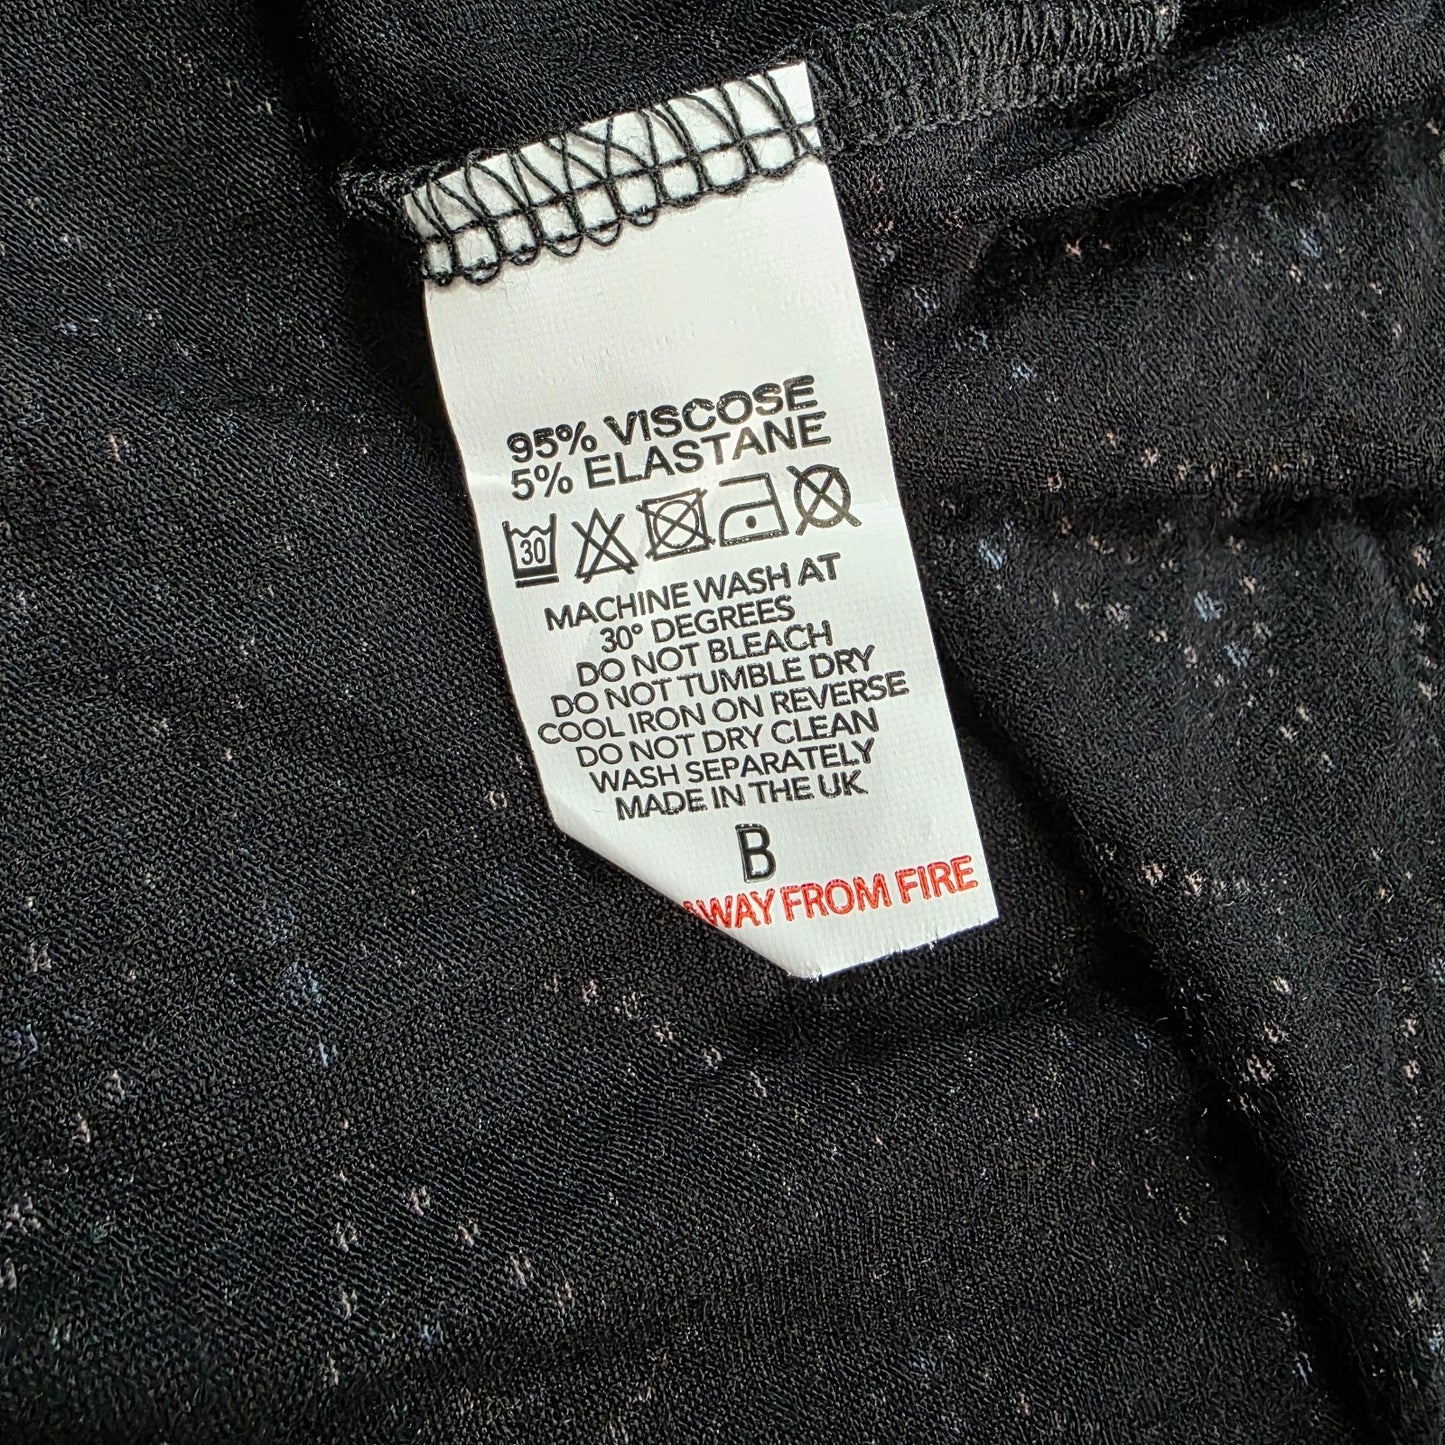 95% VISCOSE
5% ELASTANE
30
MACHINE WASH AT
30° DEGREES
DO NOT BLEACH
DO NOT TUMBLE DRY
COOL IRON ON REVERSE
DO NOT DRY CLEAN
WASH SEPARATELY
MADE IN THE UK
B
AWAY FROM FIRE